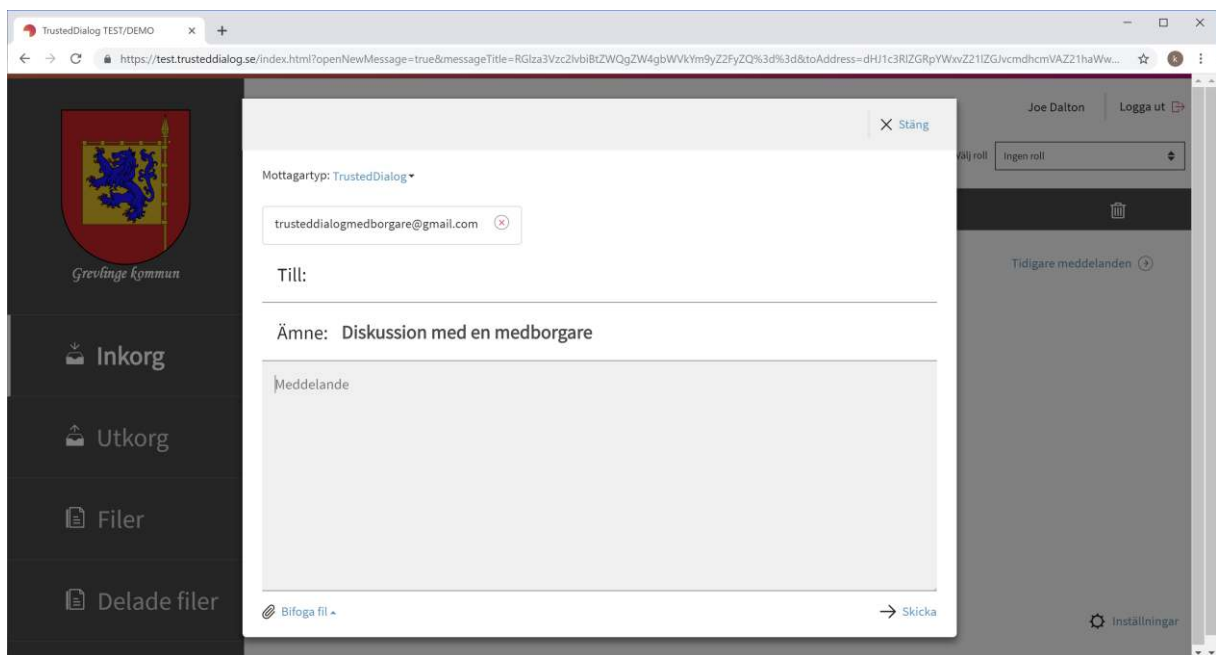 TrustedDialog TEST/DEMO
https://test.trusteddialog.se/index.html?openNewMessage=true&messageTitle=RGlza3Vzc2lvbiBtZWQgZW4gbWVkYm9yZ2FyZQ%3d%3d&toAddress=dHJ1c3RlZGRpYWxvZ21lZGJvcmdhcmVAZ21haWw...
k
Joe Dalton
Logga ut
Välj roll
Ingen roll
Grevlinge kommun
Tidigare meddelanden
Inkorg
Utkorg
Filer
Delade filer
Inställningar
Stäng
Mottagartyp: TrustedDialog
trusteddialogmedborgare@gmail.com
Till:
Ämne: Diskussion med en medborgare
Meddelande
Bifoga fil
Skicka